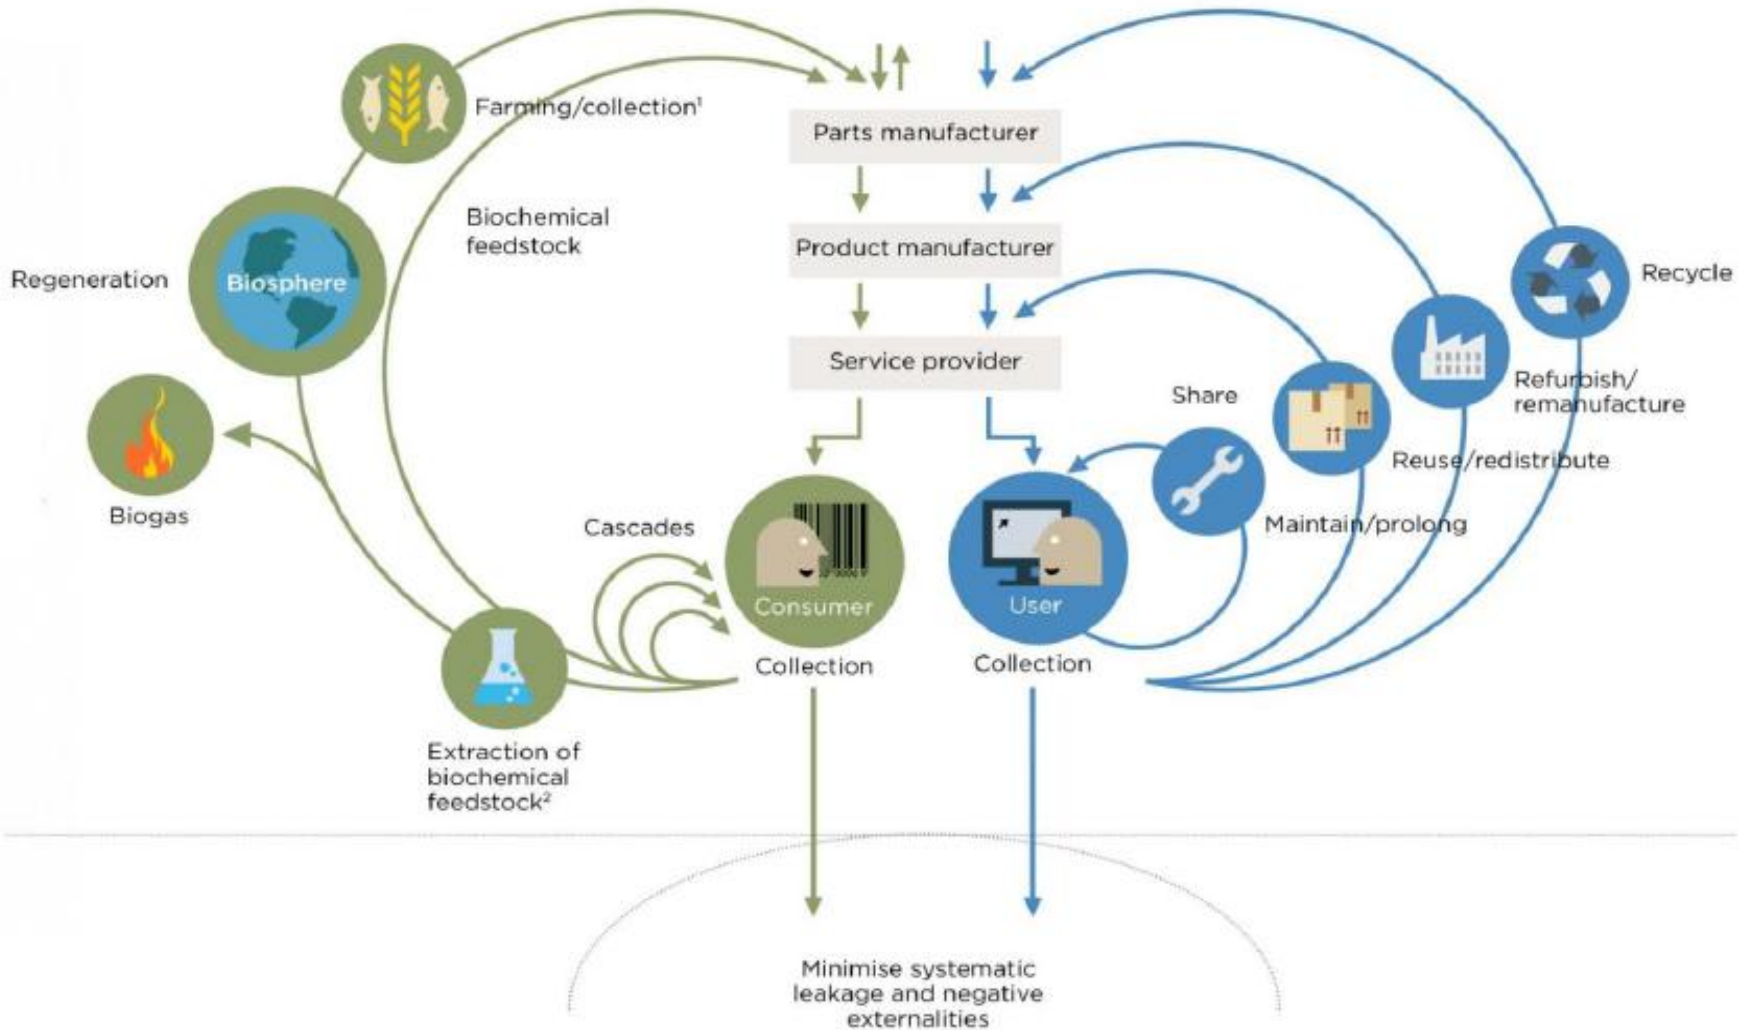 Farming/collection¹
Parts manufacturer
Biochemical
feedstock
Product manufacturer
Regeneration
Biosphere
Recycle
Service provider
Share
Refurbish/
remanufacture
Reuse/redistribute
Biogas
Cascades
Maintain/prolong
Consumer
User
Collection
Collection
Extraction of
biochemical
feedstock²
Minimise systematic
leakage and negative
externalities